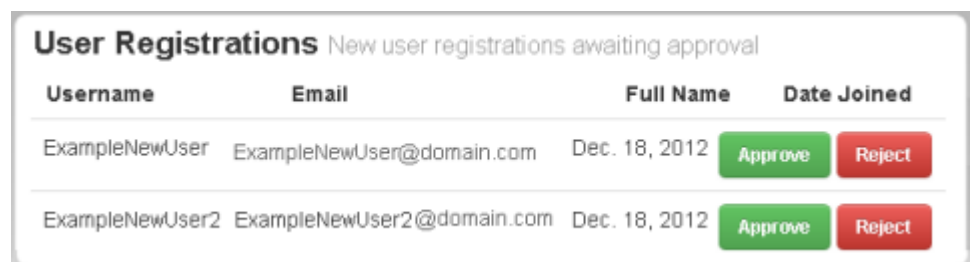 User Registrations New user registrations awaiting approval
Username Email Full Name Date Joined
ExampleNewUser ExampleNewUser@domain.com Dec. 18, 2012 Approve Reject
ExampleNewUser2 ExampleNewUser2@domain.com Dec. 18, 2012 Approve Reject